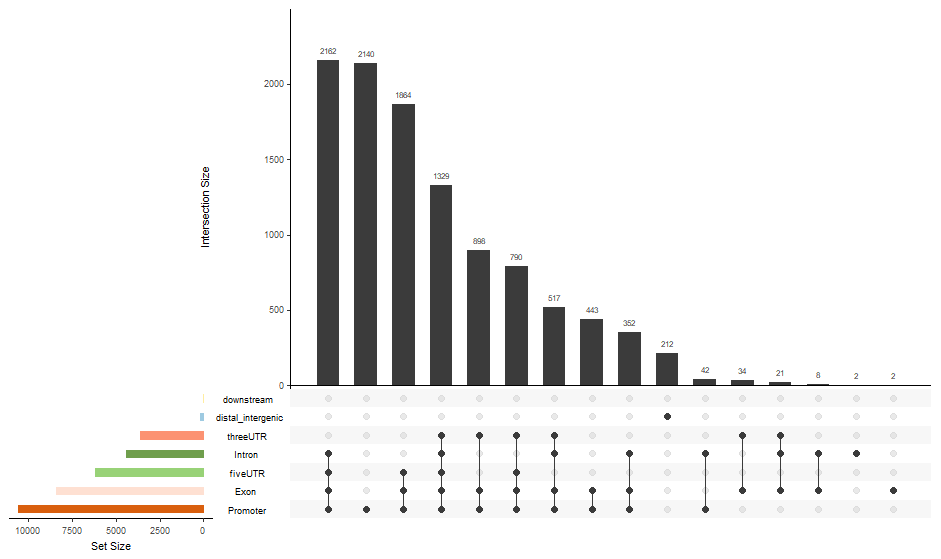 2162 2140 1864 1329 898 790 517 443 352 212 42 34 21 8 2 2
2000
1500
1000
500
0
Intersection Size
downstream
distal_intergenic
threeUTR
Intron
fiveUTR
Exon
Promoter
10000 7500 5000 2500 0
Set Size